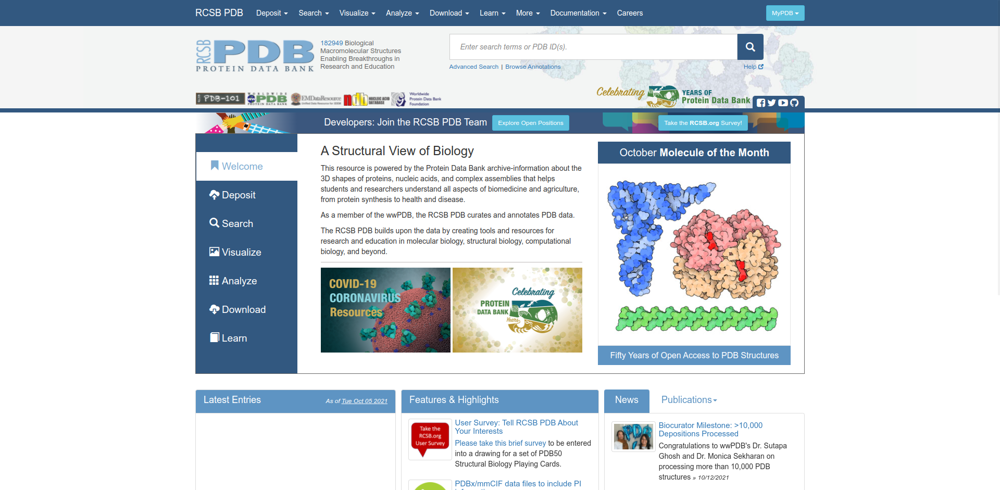 RCSB PDB Deposit Search Visualize Analyze Download Learn More Documentation Careers MyPDB
RCSB PDB
PROTEIN DATA BANK
182949 Biological
Macromolecular Structures
Enabling Breakthroughs in
Research and Education
Enter search terms or PDB ID(s).
Advanced Search | Browse Annotations
Help
PDB-101
WORLDWIDE
PDB
PROTEIN DATA BANK
EMDataResource
Unified Data Resource for 3DEM
ndb NUCLEIC ACID
DATABASE
Worldwide
Protein Data Bank
Foundation
Celebrating 50 YEARS OF
Protein Data Bank
Developers: Join the RCSB PDB Team
Explore Open Positions
Take the RCSB.org Survey!
Welcome
Deposit
Search
Visualize
Analyze
Download
Learn
A Structural View of Biology
This resource is powered by the Protein Data Bank archive-information about the
3D shapes of proteins, nucleic acids, and complex assemblies that helps
students and researchers understand all aspects of biomedicine and agriculture,
from protein synthesis to health and disease.
As a member of the wwPDB, the RCSB PDB curates and annotates PDB data.
The RCSB PDB builds upon the data by creating tools and resources for
research and education in molecular biology, structural biology, computational
biology, and beyond.
COVID-19
CORONAVIRUS
Resources
Celebrating
PROTEIN
DATA BANK
50
Years
October Molecule of the Month
Fifty Years of Open Access to PDB Structures
Latest Entries
As of Tue Oct 05 2021
Features & Highlights
Take the
RCSB.org
User Survey
User Survey: Tell RCSB PDB About
Your Interests
Please take this brief survey to be entered
into a drawing for a set of PDB50
Structural Biology Playing Cards.
PDBx/mmCIF data files to include PI
News
Publications
PDB
Biocurator Milestone: >10,000
Depositions Processed
Congratulations to wwPDB's Dr. Sutapa
Ghosh and Dr. Monica Sekharan on
processing more than 10,000 PDB
structures » 10/12/2021